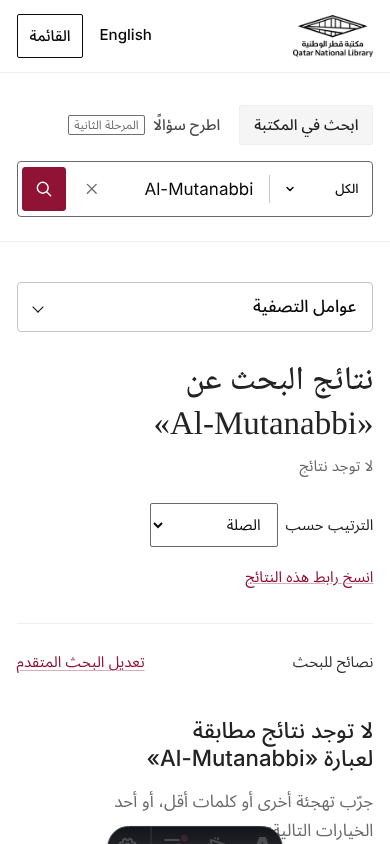 مكتبة قطر الوطنية
Qatar National Library
English
القائمة
ابحث في المكتبة
اطرح سؤالًا
المرحلة الثانية
الكل
Al-Mutanabbi
عوامل التصفية
نتائج البحث عن
«Al-Mutanabbi»
لا توجد نتائج
الترتيب حسب
الصلة
انسخ رابط هذه النتائج
نصائح للبحث
تعديل البحث المتقدم
لا توجد نتائج مطابقة
لعبارة «Al-Mutanabbi»
جرّب تهجئة أخرى أو كلمات أقل، أو أحد
الخيارات التالية